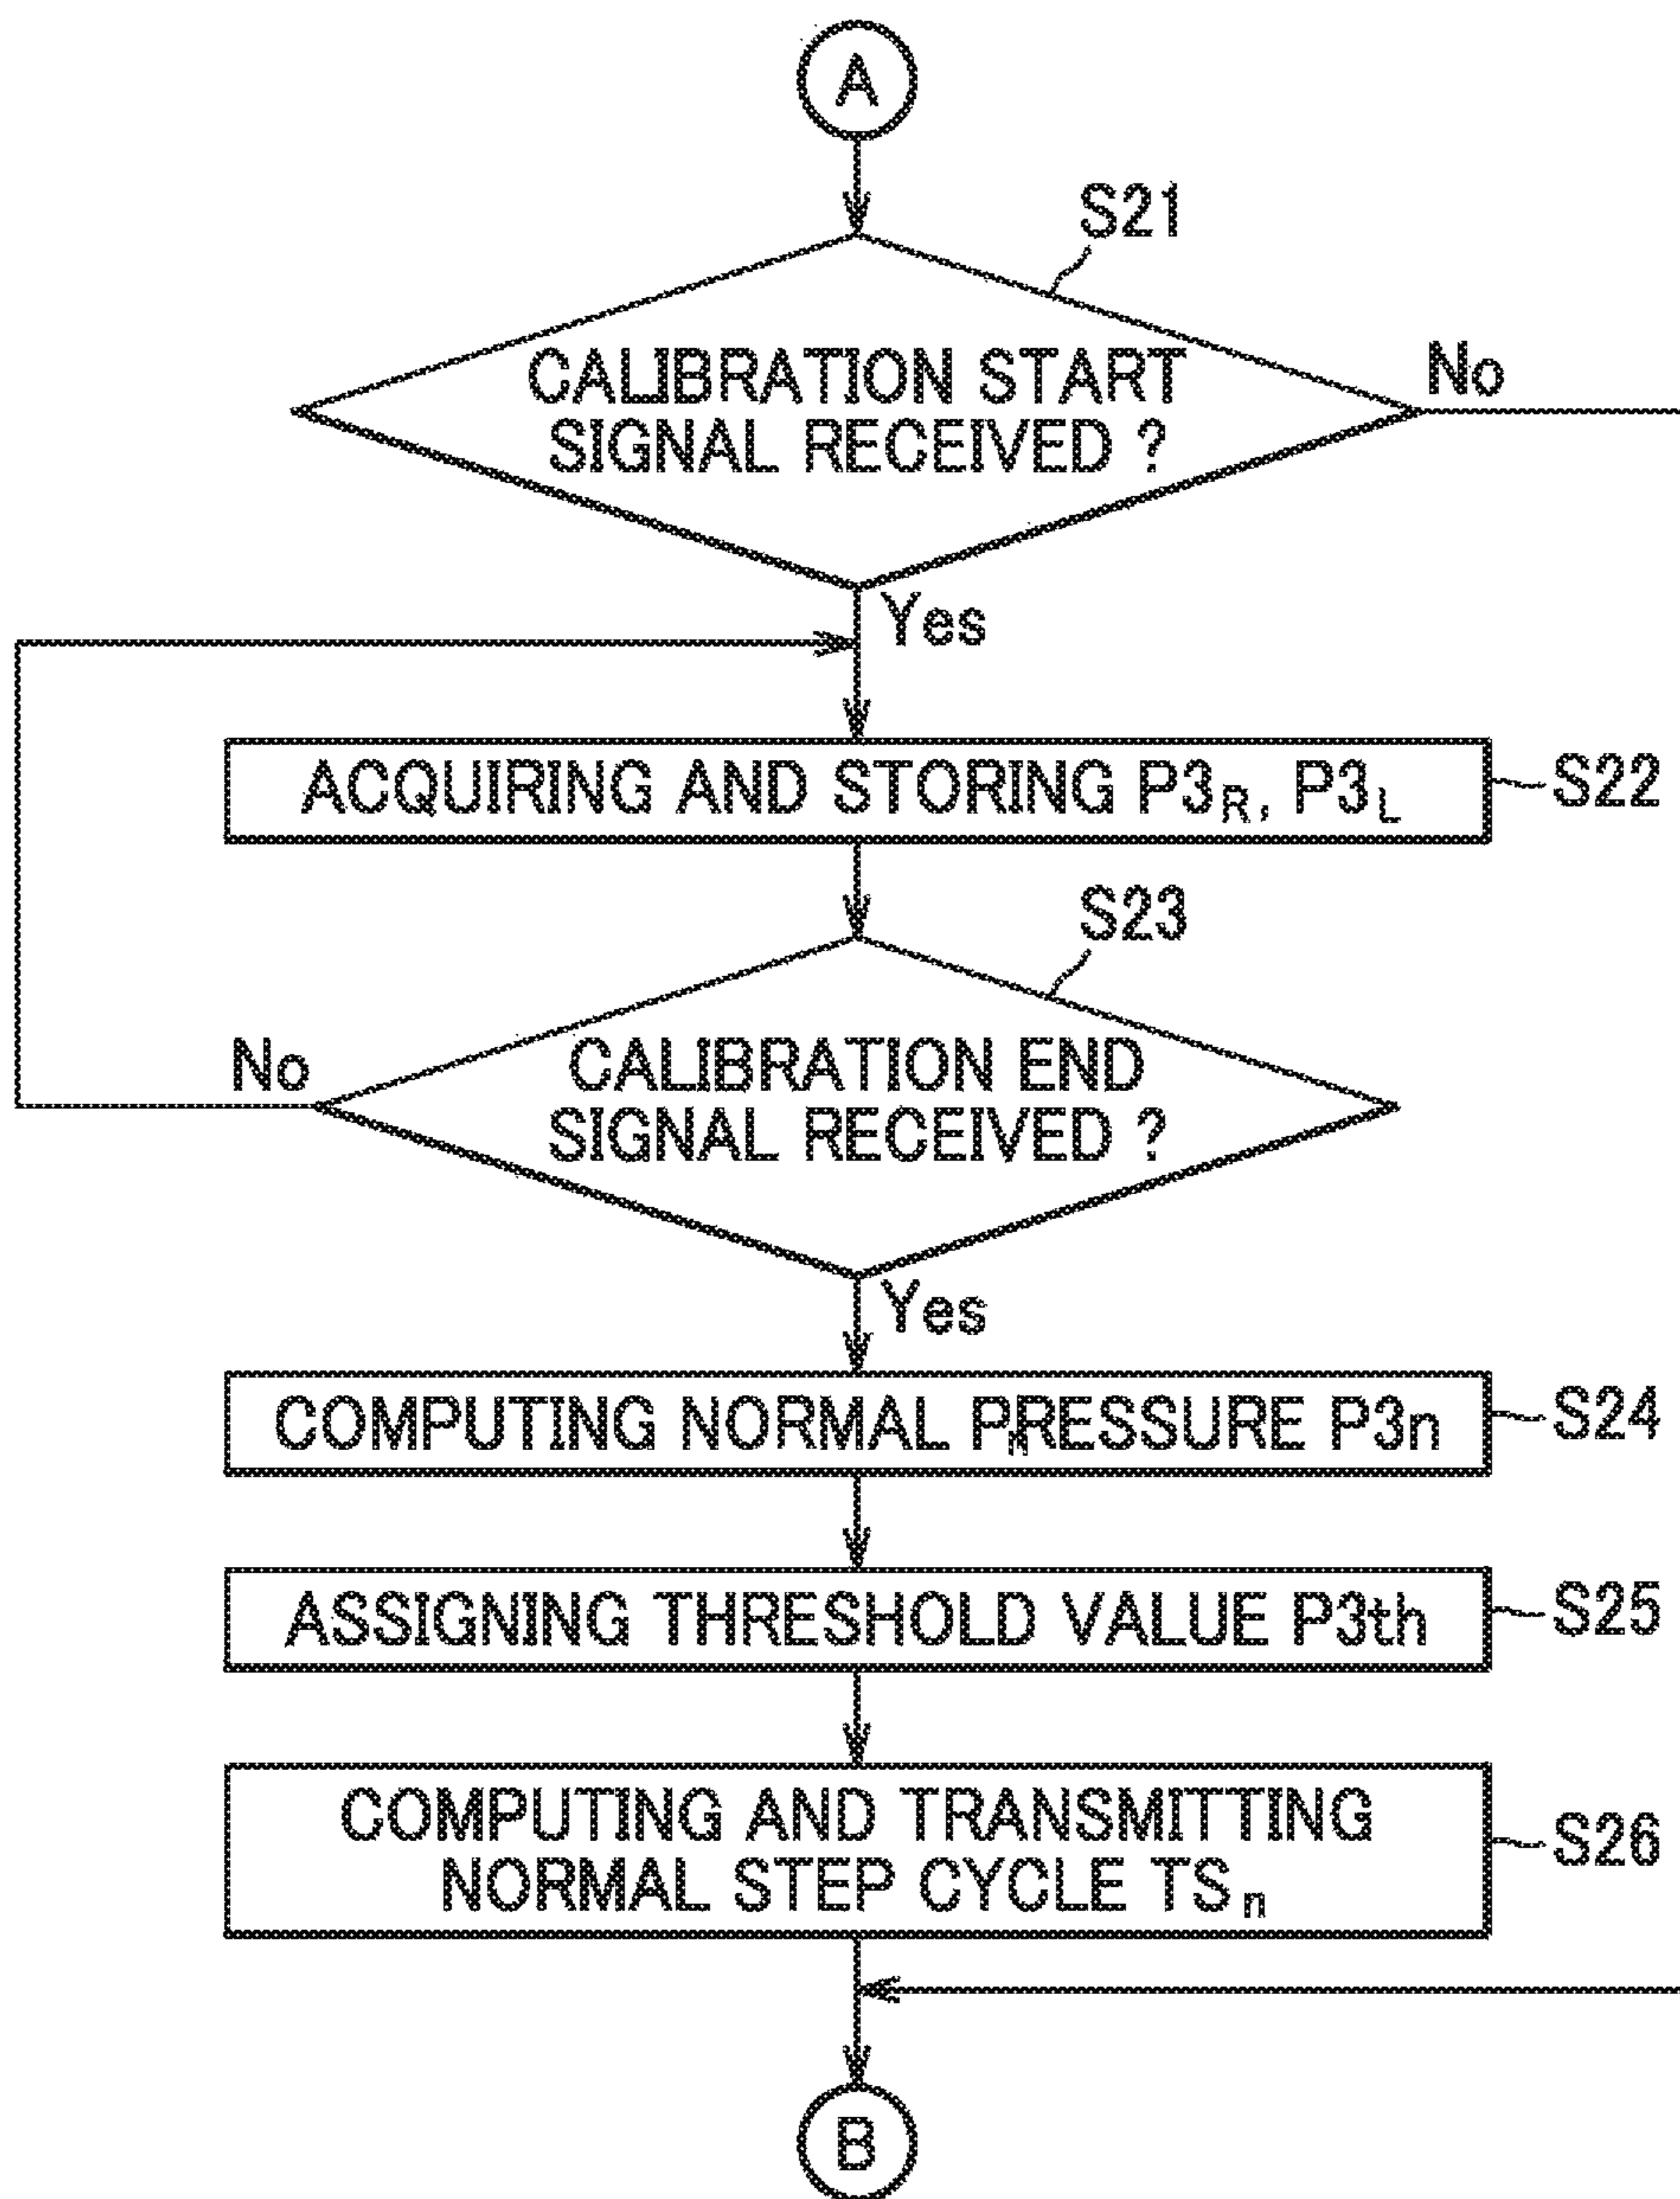 A
S21
CALIBRATION START
SIGNAL RECEIVED ?
No
Yes
ACQUIRING AND STORING P3R, P3L
S22
S23
No
CALIBRATION END
SIGNAL RECEIVED ?
Yes
COMPUTING NORMAL PnRESSURE P3n
S24
ASSIGNING THRESHOLD VALUE P3th
S25
COMPUTING AND TRANSMITTING
NORMAL STEP CYCLE TSn
S26
B